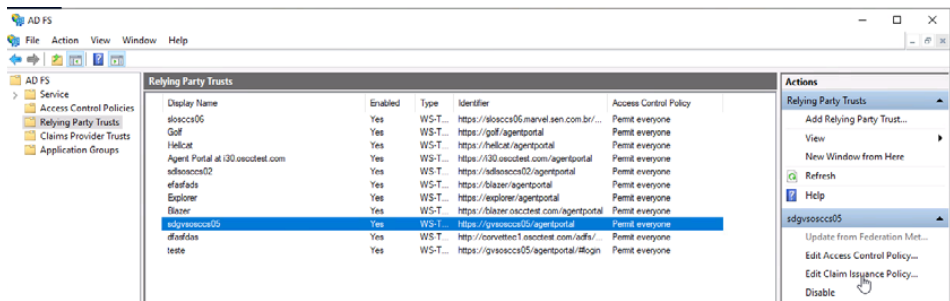 AD FS
File Action View Window Help
AD FS
Service
Access Control Policies
Relying Party Trusts
Claims Provider Trusts
Application Groups
Relying Party Trusts
Display Name Enabled Type Identifier Access Control Policy
slosccs06 Yes WS-T... https://slosccs06.marvel.sen.com.br/... Permit everyone
Golf Yes WS-T... https://golf/agentportal Permit everyone
Hellcat Yes WS-T... https://hellcat/agentportal Permit everyone
Agent Portal at i30.oscctest.com Yes WS-T... https://i30.oscctest.com/agentportal Permit everyone
sdlsosccs02 Yes WS-T... https://sdlsosccs02/agentportal Permit everyone
efasfads Yes WS-T... https://blazer/agentportal Permit everyone
Explorer Yes WS-T... https://explorer/agentportal Permit everyone
Blazer Yes WS-T... https://blazer.oscctest.com/agentportal Permit everyone
sdgvsosccs05 Yes WS-T... https://gvsosccs05/agentportal Permit everyone
dfasfdas Yes WS-T... http://corvettec1.oscctest.com/adfs/... Permit everyone
teste Yes WS-T... https://gvsosccs05/agentportal/#login Permit everyone
Actions
Relying Party Trusts
Add Relying Party Trust...
View
New Window from Here
Refresh
Help
sdgvsosccs05
Update from Federation Met...
Edit Access Control Policy...
Edit Claim Issuance Policy...
Disable